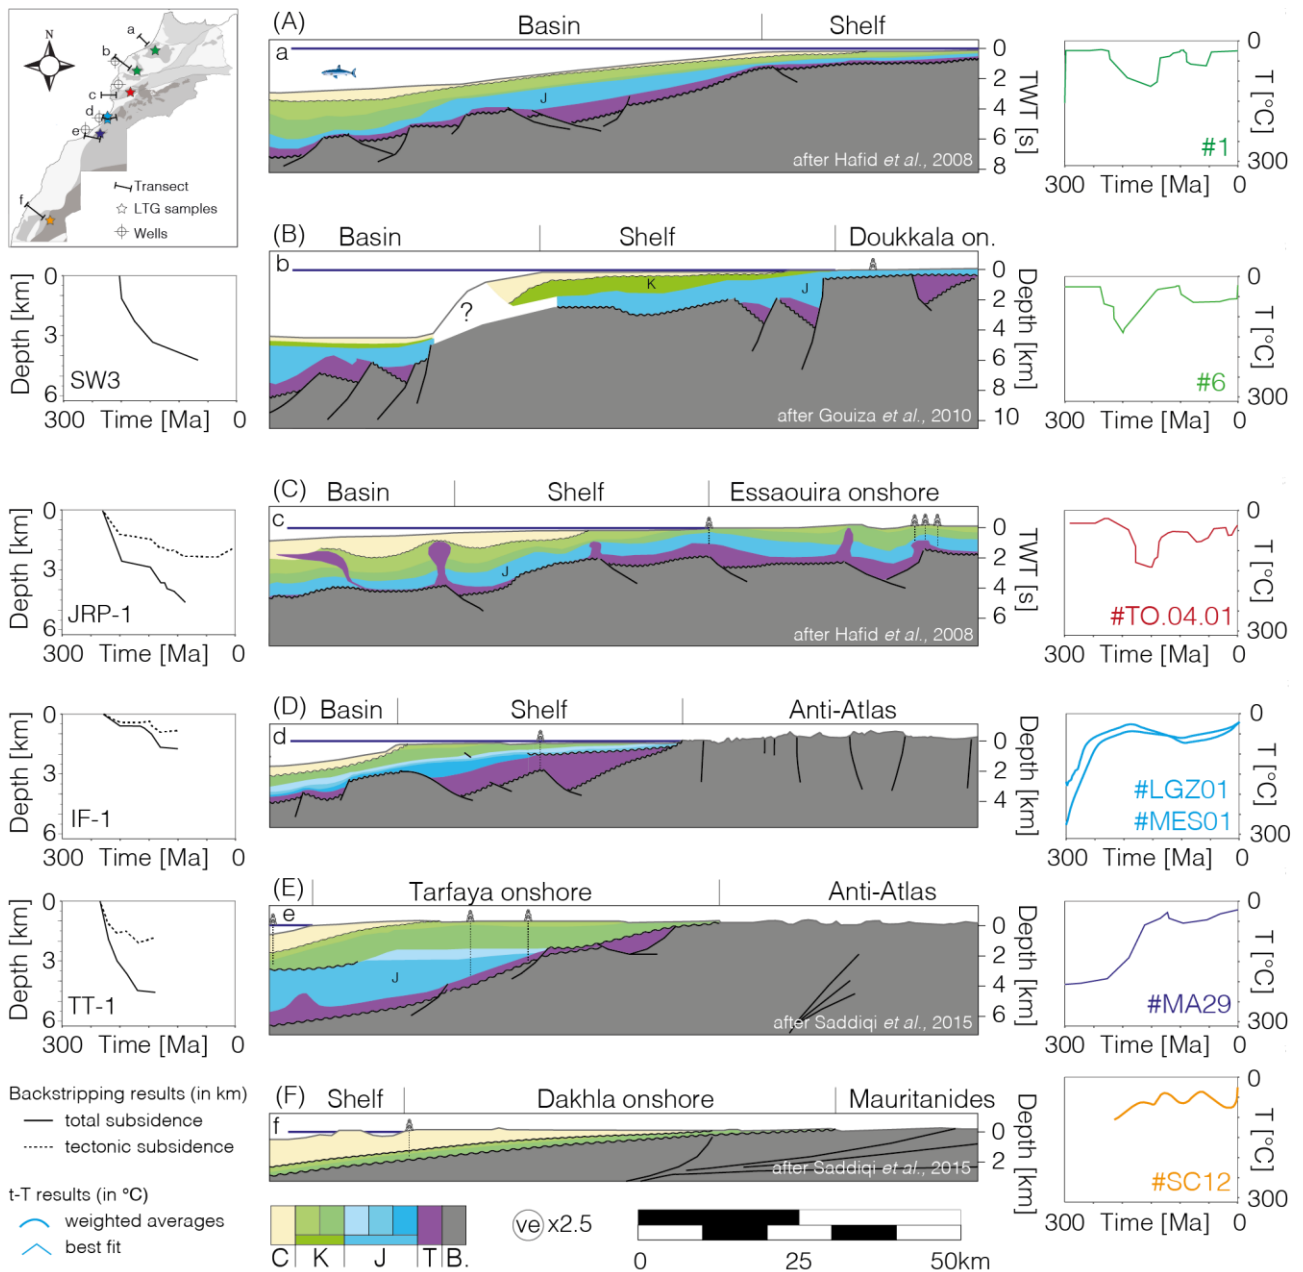 N
a
b
c
d
e
f
Transect
LTG samples
Wells
(A)
Basin
Shelf
a
J
after Hafid et al., 2008
0
2
4
6
8
TWT [s]
0
300
T [°C]
#1
300 Time [Ma] 0
(B)
Basin
Shelf
Doukkala on.
b
K
J
?
after Gouiza et al., 2010
0
2
4
6
8
10
Depth [km]
0
3
6
Depth [km]
SW3
300 Time [Ma] 0
0
300
T [°C]
#6
300 Time [Ma] 0
(C)
Basin
Shelf
Essaouira onshore
c
J
after Hafid et al., 2008
0
2
4
6
TWT [s]
0
3
6
Depth [km]
JRP-1
300 Time [Ma] 0
0
300
T [°C]
#TO.04.01
300 Time [Ma] 0
(D)
Basin
Shelf
Anti-Atlas
d
0
2
4
Depth [km]
0
3
6
Depth [km]
IF-1
300 Time [Ma] 0
0
300
T [°C]
#LGZ01
#MES01
300 Time [Ma] 0
(E)
Tarfaya onshore
Anti-Atlas
e
J
after Saddiqi et al., 2015
0
2
4
6
Depth [km]
0
3
6
Depth [km]
TT-1
300 Time [Ma] 0
0
300
T [°C]
#MA29
300 Time [Ma] 0
(F)
Shelf
Dakhla onshore
Mauritanides
f
after Saddiqi et al., 2015
0
2
Depth [km]
0
300
T [°C]
#SC12
300 Time [Ma] 0
Backstripping results (in km)
total subsidence
tectonic subsidence
t-T results (in °C)
weighted averages
best fit
C K J T B.
ve x2.5
0 25 50km